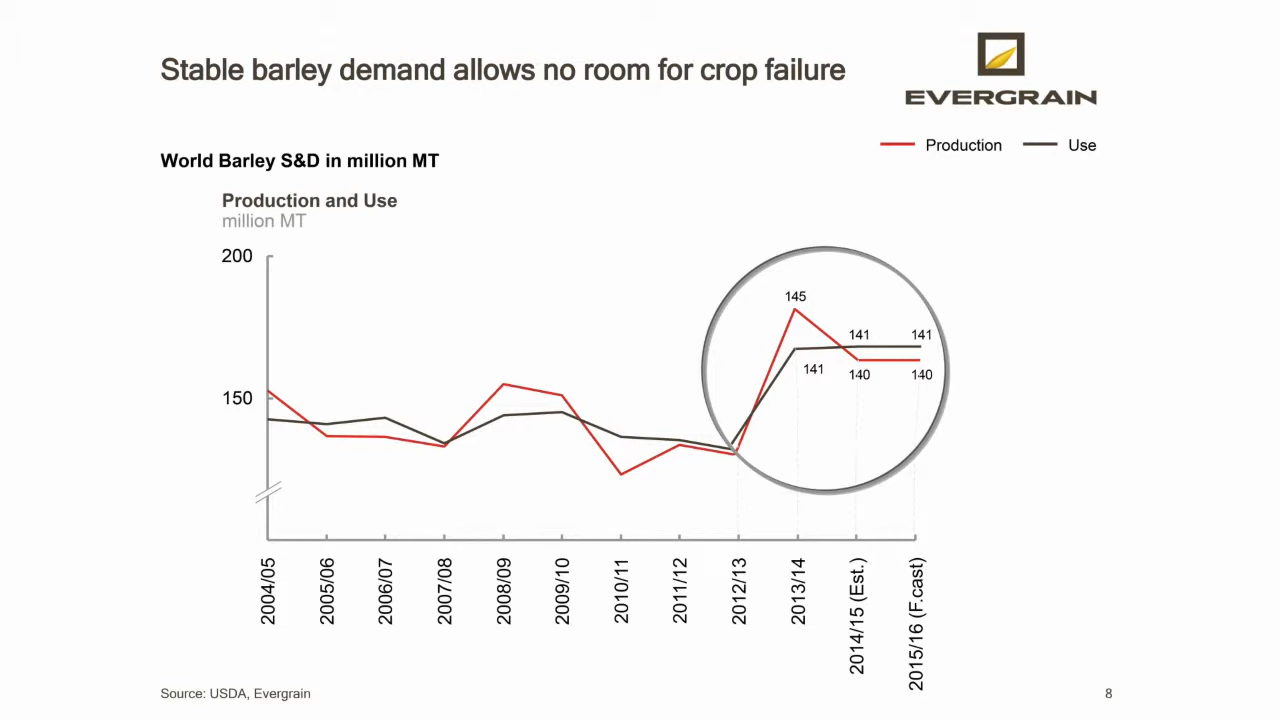 Stable barley demand allows no room for crop failure
EVERGRAIN
Production Use
World Barley S&D in million MT
Production and Use
million MT
200
150
145
141
141
141
140
140
2004/05
2005/06
2006/07
2007/08
2008/09
2009/10
2010/11
2011/12
2012/13
2013/14
2014/15 (Est.)
2015/16 (F.cast)
Source: USDA, Evergrain
8